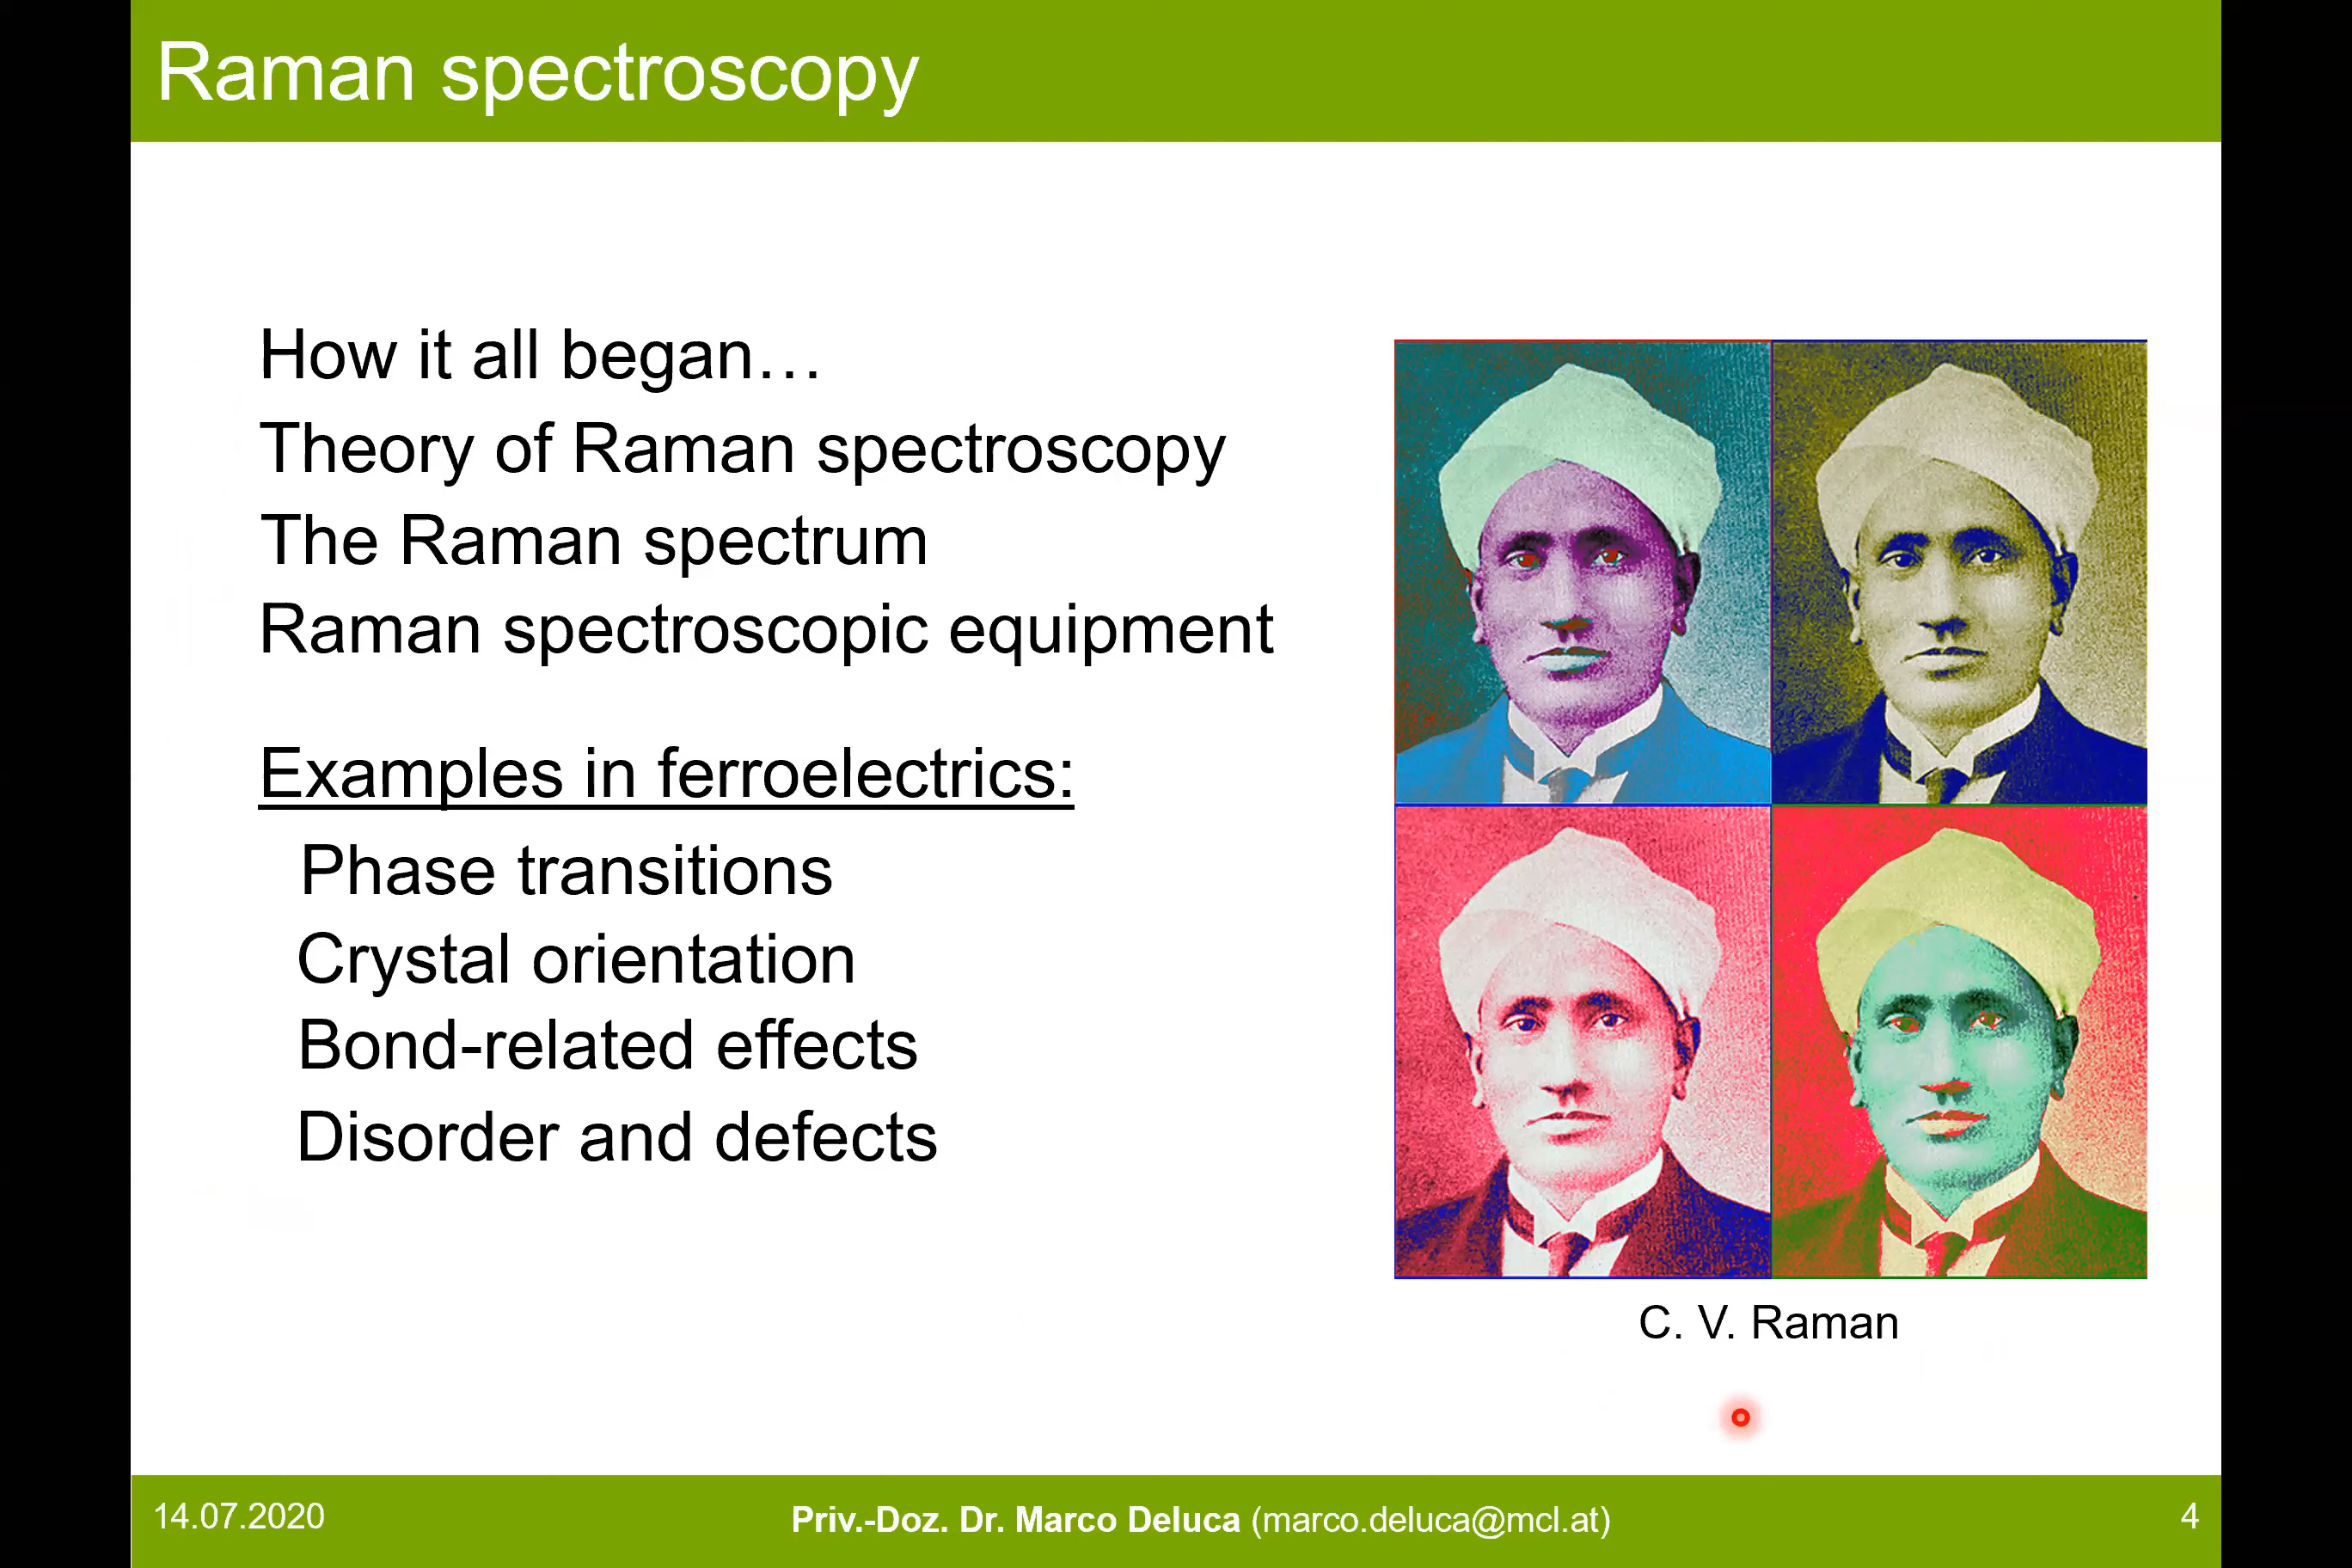 Raman spectroscopy
How it all began…
Theory of Raman spectroscopy
The Raman spectrum
Raman spectroscopic equipment
Examples in ferroelectrics:
Phase transitions
Crystal orientation
Bond-related effects
Disorder and defects
C. V. Raman
14.07.2020
Priv.-Doz. Dr. Marco Deluca (marco.deluca@mcl.at)
4